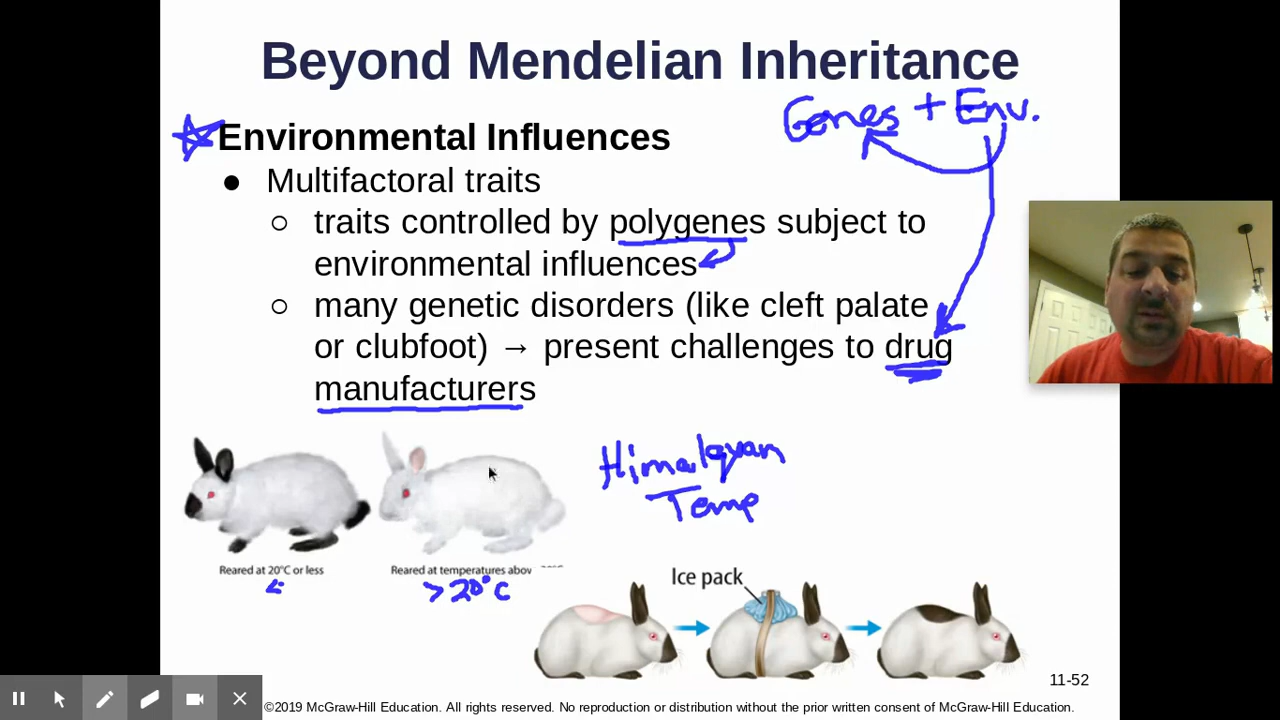 Beyond Mendelian Inheritance
Genes + Env.
Environmental Influences
● Multifactoral traits
○ traits controlled by polygenes subject to
environmental influences
○ many genetic disorders (like cleft palate
or clubfoot) → present challenges to drug
manufacturers
Himalayan
Temp
Reared at 20°C or less
Reared at temperatures above
<
> 20°C
Ice pack
11-52
©2019 McGraw-Hill Education. All rights reserved. No reproduction or distribution without the prior written consent of McGraw-Hill Education.